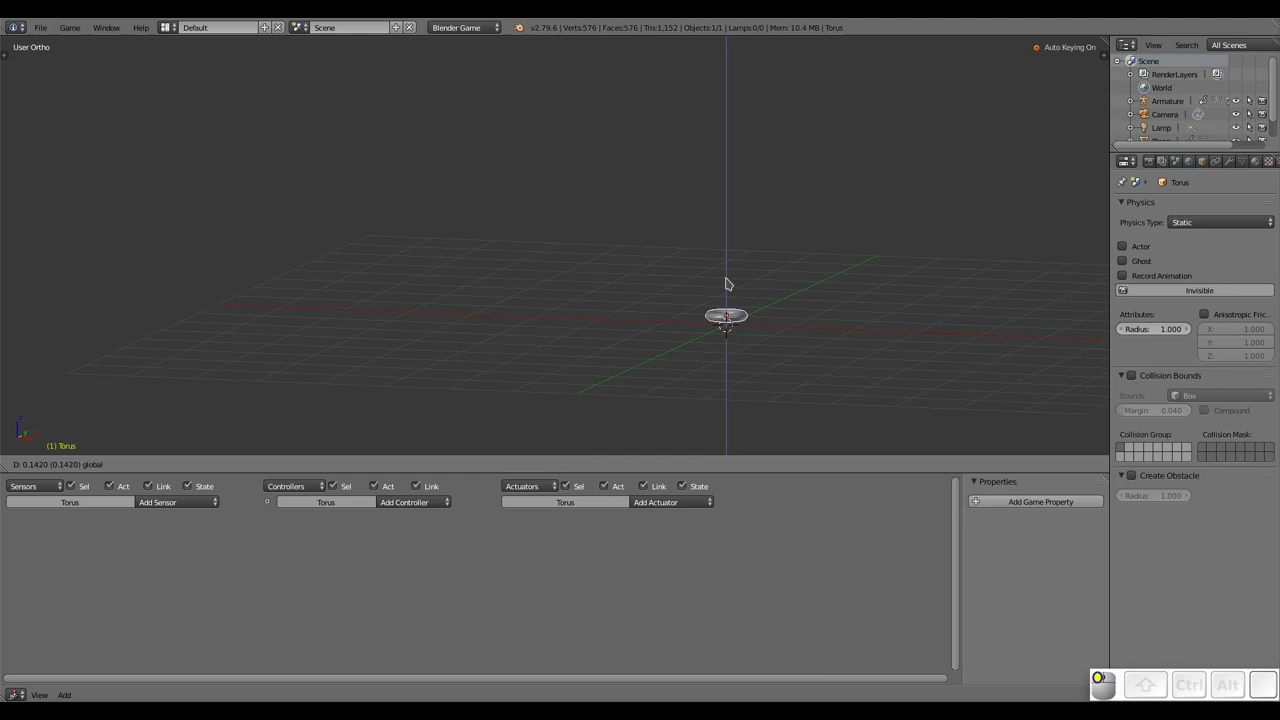 File Game Window Help Default Scene Blender Game v2.79.6 | Verts:576 | Faces:576 | Tris:1,152 | Objects:1/1 | Lamps:0/0 | Mem: 10.4 MB | Torus
User Ortho
Auto Keying On
View Search All Scenes
Scene
RenderLayers
World
Armature
Camera
Lamp
Torus
Physics
Physics Type: Static
Actor
Ghost
Record Animation
Invisible
Attributes: Anisotropic Fric..
Radius: 1.000 X: 1.000
Y: 1.000
Z: 1.000
Collision Bounds
Bounds: Box
Margin: 0.040 Compound
Collision Group: Collision Mask:
Create Obstacle
Radius: 1.000
z
y
(1) Torus
D: 0.1420 (0.1420) global
Sensors Sel Act Link State Controllers Sel Act Link Actuators Sel Act Link State
Torus Add Sensor Torus Add Controller Torus Add Actuator
Properties
Add Game Property
View Add
Ctrl Alt